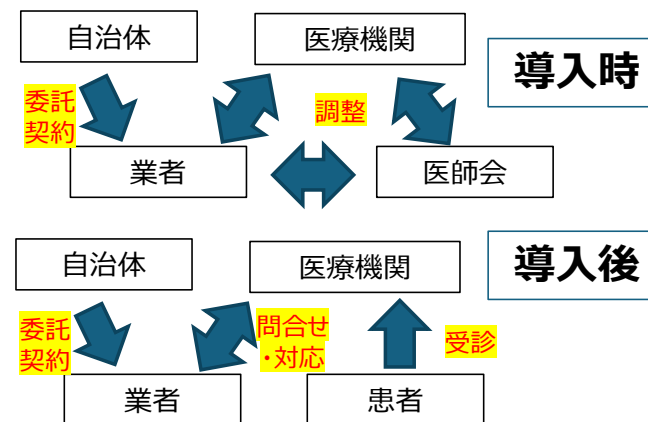 自治体
医療機関
導入時
委託
契約
調整
業者
医師会
自治体
医療機関
導入後
委託
契約
問合せ
・対応
受診
業者
患者